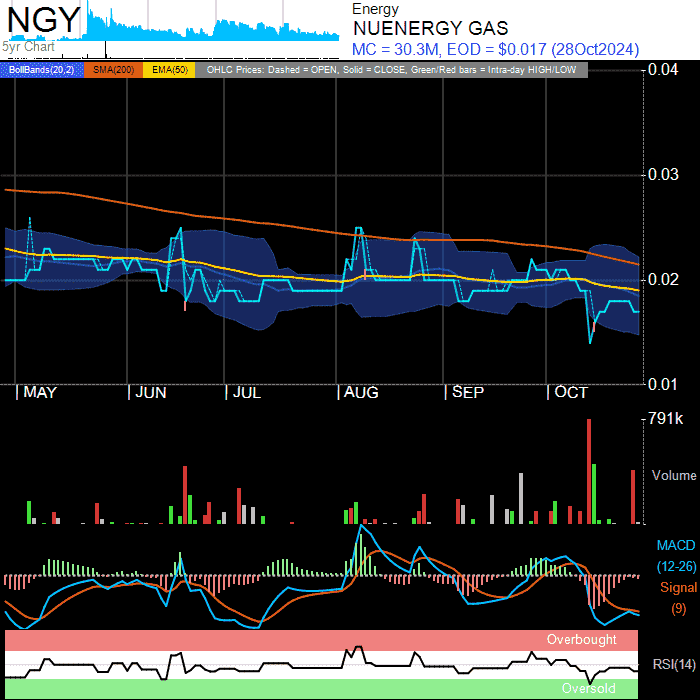 NGY
5yr Chart
Energy
NUENERGY GAS
MC = 30.3M, EOD = $0.017 (28Oct2024)
BollBands(20,2) SMA(200) EMA(50) OHLC Prices: Dashed = OPEN, Solid = CLOSE, Green/Red bars = Intra-day HIGH/LOW
0.04
0.03
0.02
0.01
| MAY | JUN | JUL | AUG | SEP | OCT
791k
Volume
MACD
(12-26)
Signal
(9)
Overbought
RSI(14)
Oversold